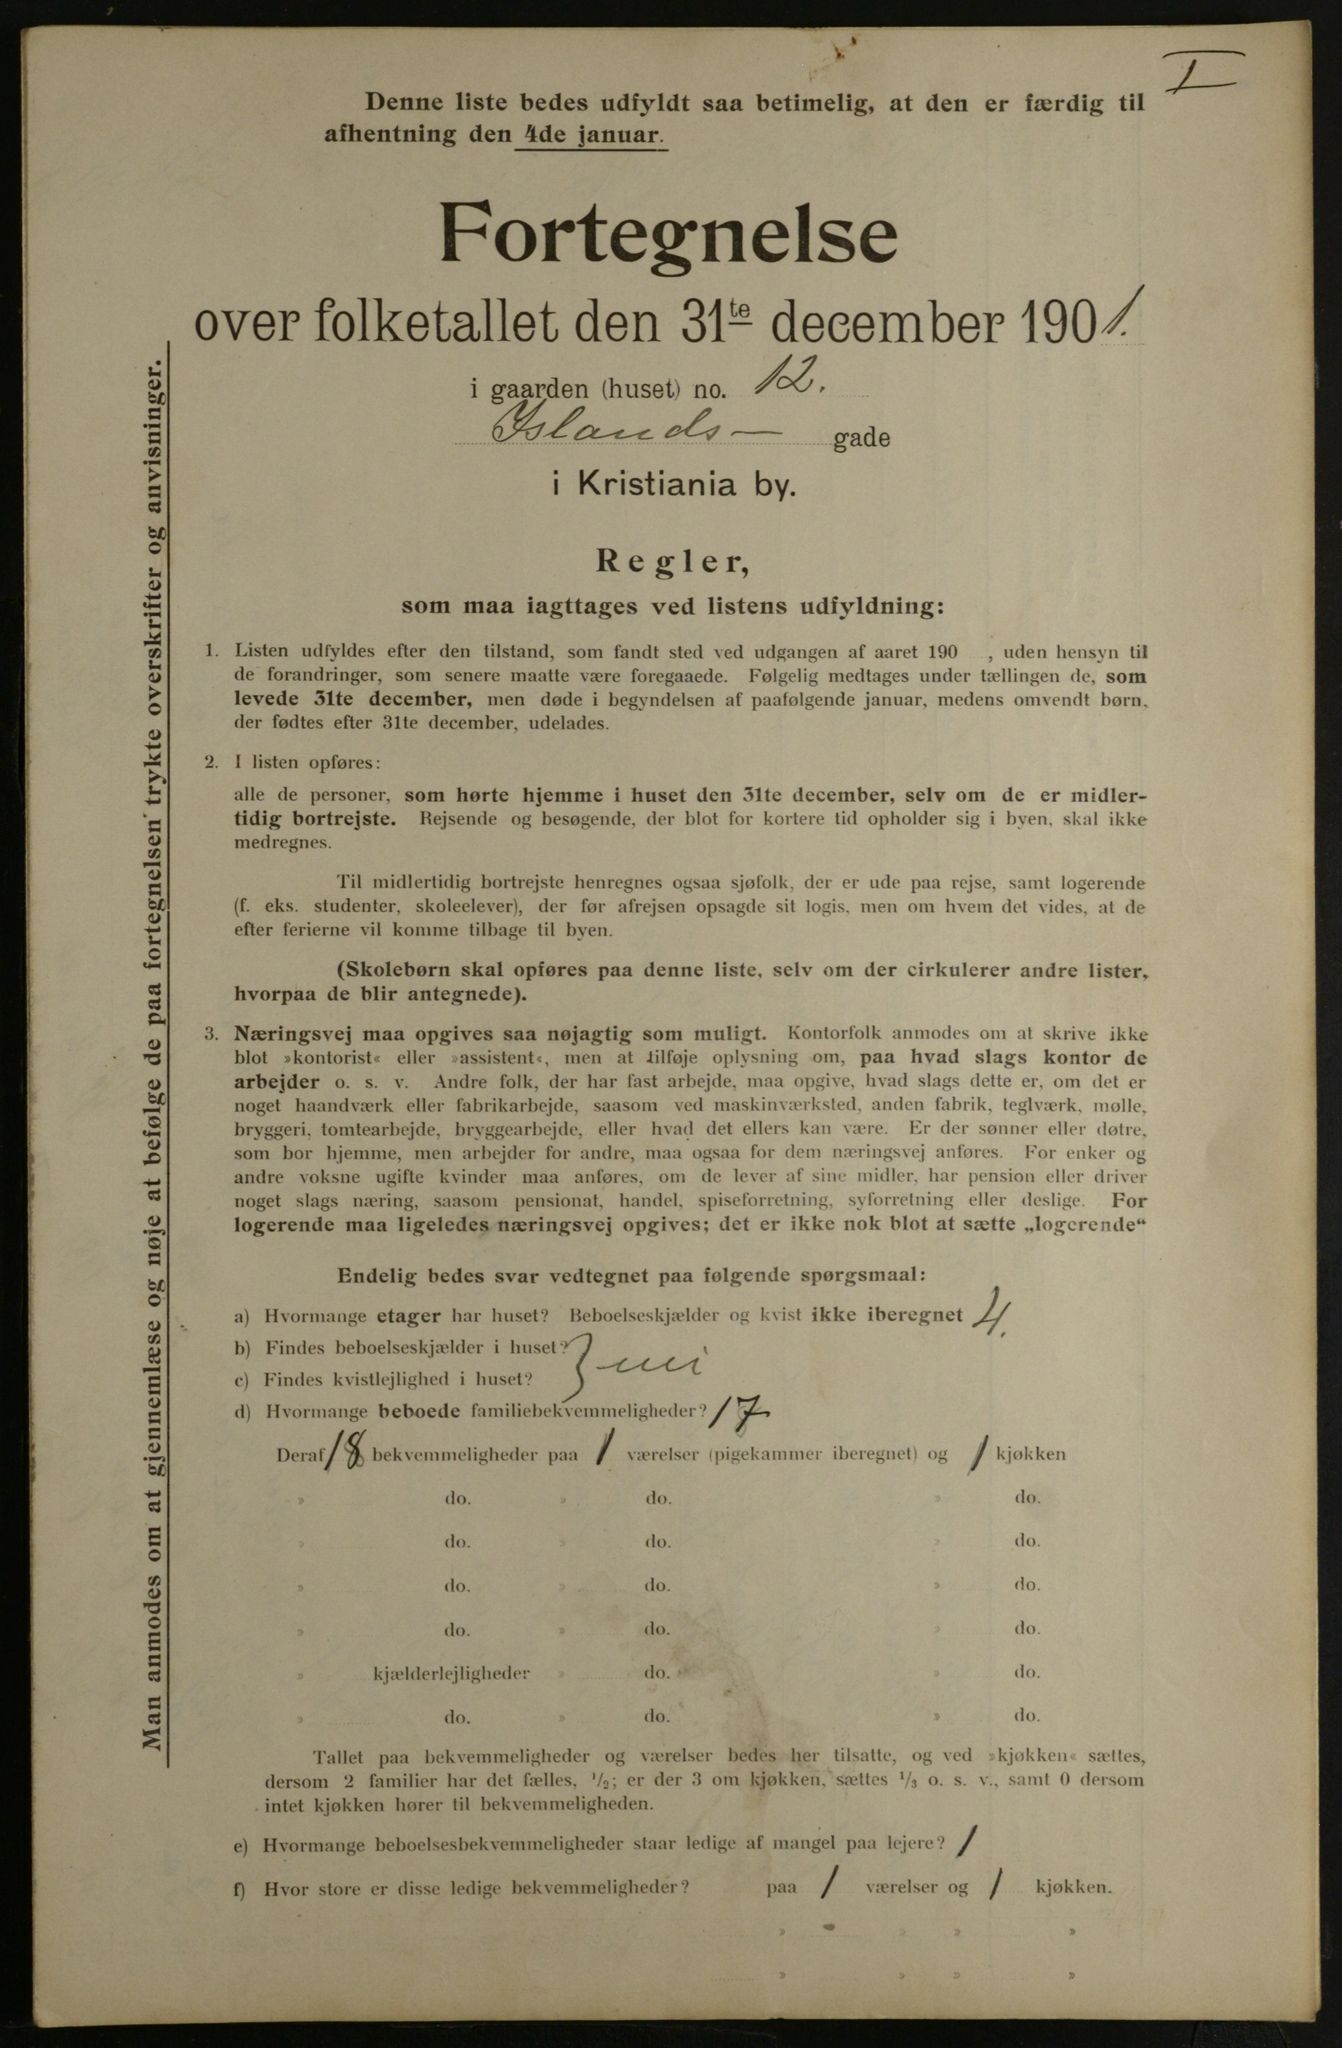 I
Denne liste bedes udfyldt saa betimelig, at den er færdig til
afhentning den 4de januar.
Fortegnelse
over folketallet den 31te december 1901.
i gaarden (huset) no. 12.
Islands- gade
i Kristiania by.
Regler,
som maa iagttages ved listens udfyldning:
1. Listen udfyldes efter den tilstand, som fandt sted ved udgangen af aaret 190 , uden hensyn til
de forandringer, som senere maatte være foregaaede. Følgelig medtages under tællingen de, som
levede 31te december, men døde i begyndelsen af paafølgende januar, medens omvendt børn,
der fødtes efter 31te december, udelades.
2. I listen opføres:
alle de personer, som hørte hjemme i huset den 31te december, selv om de er midler-
tidig bortrejste. Rejsende og besøgende, der blot for kortere tid opholder sig i byen, skal ikke
medregnes.
Til midlertidig bortrejste henregnes ogsaa sjøfolk, der er ude paa rejse, samt logerende
(f. eks. studenter, skoleelever), der før afrejsen opsagde sit logis, men om hvem det vides, at de
efter ferierne vil komme tilbage til byen.
(Skolebørn skal opføres paa denne liste, selv om der cirkulerer andre lister,
hvorpaa de blir antegnede).
3. Næringsvej maa opgives saa nøjagtig som muligt. Kontorfolk anmodes om at skrive ikke
blot »kontorist« eller »assistent«, men at tilføje oplysning om, paa hvad slags kontor de
arbejder o. s. v. Andre folk, der har fast arbejde, maa opgive, hvad slags dette er, om det er
noget haandværk eller fabrikarbejde, saasom ved maskinværksted, anden fabrik, teglværk, mølle,
bryggeri, tomtearbejde, bryggearbejde, eller hvad det ellers kan være. Er der sønner eller døtre,
som bor hjemme, men arbejder for andre, maa ogsaa for dem næringsvej anføres. For enker og
andre voksne ugifte kvinder maa anføres, om de lever af sine midler, har pension eller driver
noget slags næring, saasom pensionat, handel, spiseforretning, syforretning eller deslige. For
logerende maa ligeledes næringsvej opgives; det er ikke nok blot at sætte „logerende“
Endelig bedes svar vedtegnet paa følgende spørgsmaal:
a) Hvormange etager har huset? Beboelseskjælder og kvist ikke iberegnet 4.
b) Findes beboelseskjælder i huset?
c) Findes kvistlejlighed i huset? } nei
d) Hvormange beboede familiebekvemmeligheder? 17
Deraf 18 bekvemmeligheder paa 1 værelser (pigekammer iberegnet) og 1 kjøkken
» do. » do. » do.
» do. » do. » do.
» do. » do. » do.
» do. » do. » do.
» kjælderlejligheder » do. » do.
» do. » do. » do.
Tallet paa bekvemmeligheder og værelser bedes her tilsatte, og ved »kjøkken« sættes,
dersom 2 familier har det fælles, 1/2; er der 3 om kjøkken, sættes 1/3 o. s. v., samt 0 dersom
intet kjøkken hører til bekvemmeligheden.
e) Hvormange beboelsesbekvemmeligheder staar ledige af mangel paa lejere? 1
f) Hvor store er disse ledige bekvemmeligheder? paa 1 værelser og 1 kjøkken.
» » » »
» » » »
Man anmodes om at gjennemlæse og nøje at befølge de paa fortegnelsen trykte overskrifter og anvisninger.